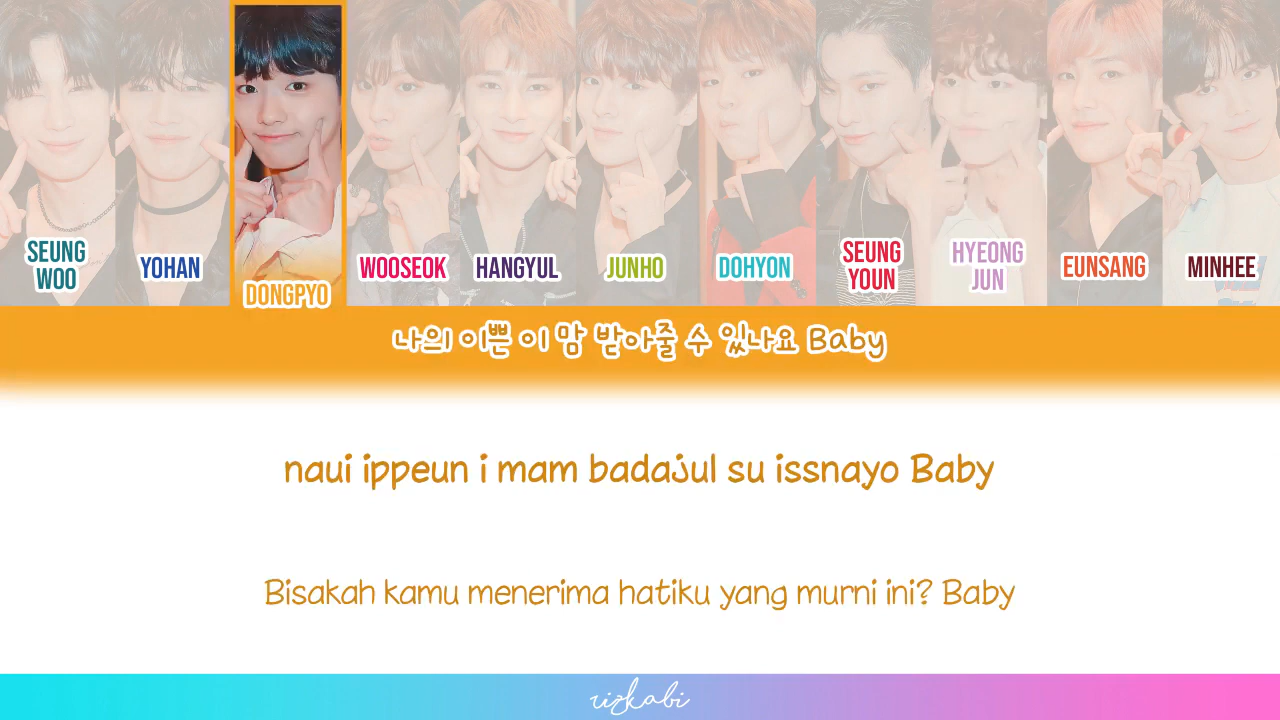 SEUNG
WOO
YOHAN
DONGPYO
WOOSEOK
HANGYUL
JUNHO
DOHYON
SEUNG
YOUN
HYEONG
JUN
EUNSANG
MINHEE
나의 이쁜 이 맘 받아줄 수 있나요 Baby
naui ippeun i mam badajul su issnayo Baby
Bisakah kamu menerima hatiku yang murni ini? Baby
rizkabi